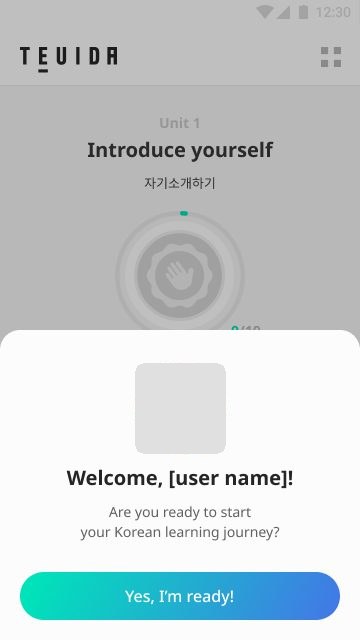 12:30
TEUIDA
Unit 1
Introduce yourself
자기소개하기
Welcome, [user name]!
Are you ready to start
your Korean learning journey?
Yes, I'm ready!